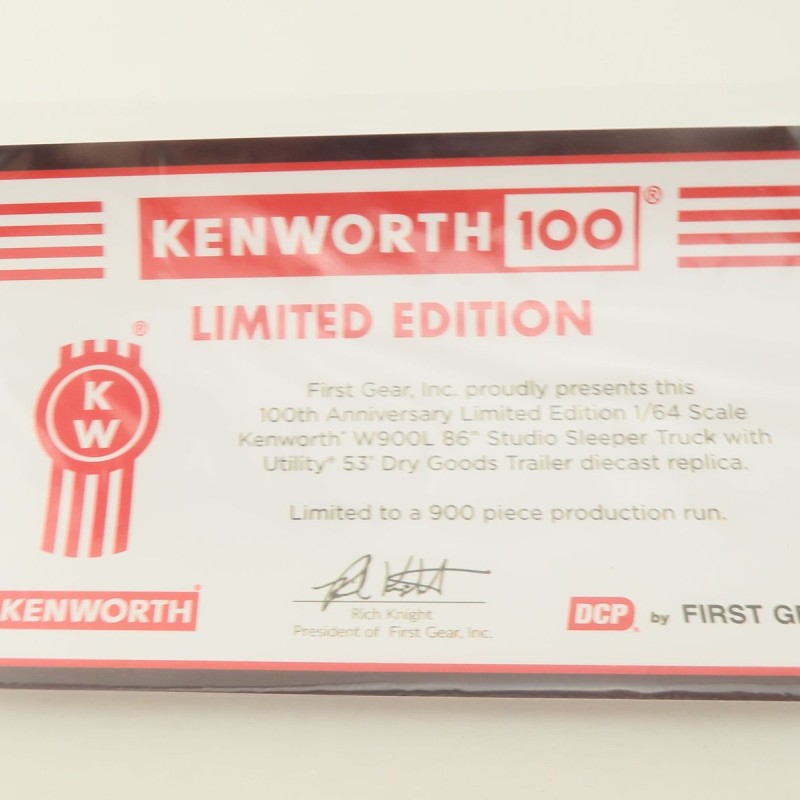 KENWORTH 100®
LIMITED EDITION
®
K
W
First Gear, Inc. proudly presents this
100th Anniversary Limited Edition 1/64 Scale
Kenworth® W900L 86" Studio Sleeper Truck with
Utility® 53' Dry Goods Trailer diecast replica.
Limited to a 900 piece production run.
Rich Knight
President of First Gear, Inc.
KENWORTH®
DCP® by FIRST GE